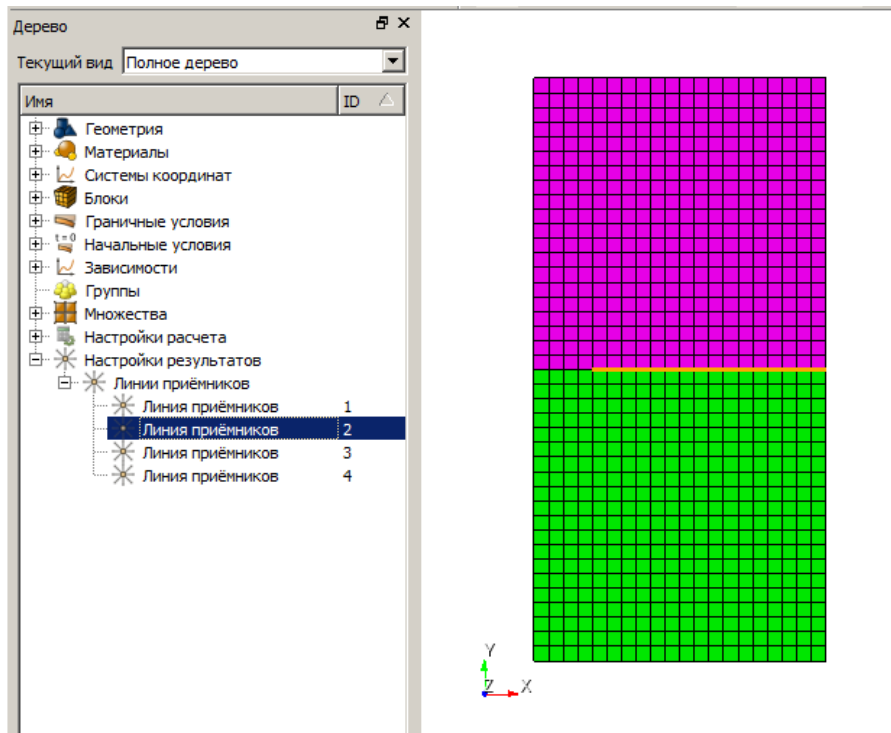 Дерево
Текущий вид Полное дерево
Имя ID
Геометрия
Материалы
Системы координат
Блоки
Граничные условия
t = 0 Начальные условия
Зависимости
Группы
Множества
Настройки расчета
Настройки результатов
Линии приёмников
Линия приёмников 1
Линия приёмников 2
Линия приёмников 3
Линия приёмников 4
Y
Z X